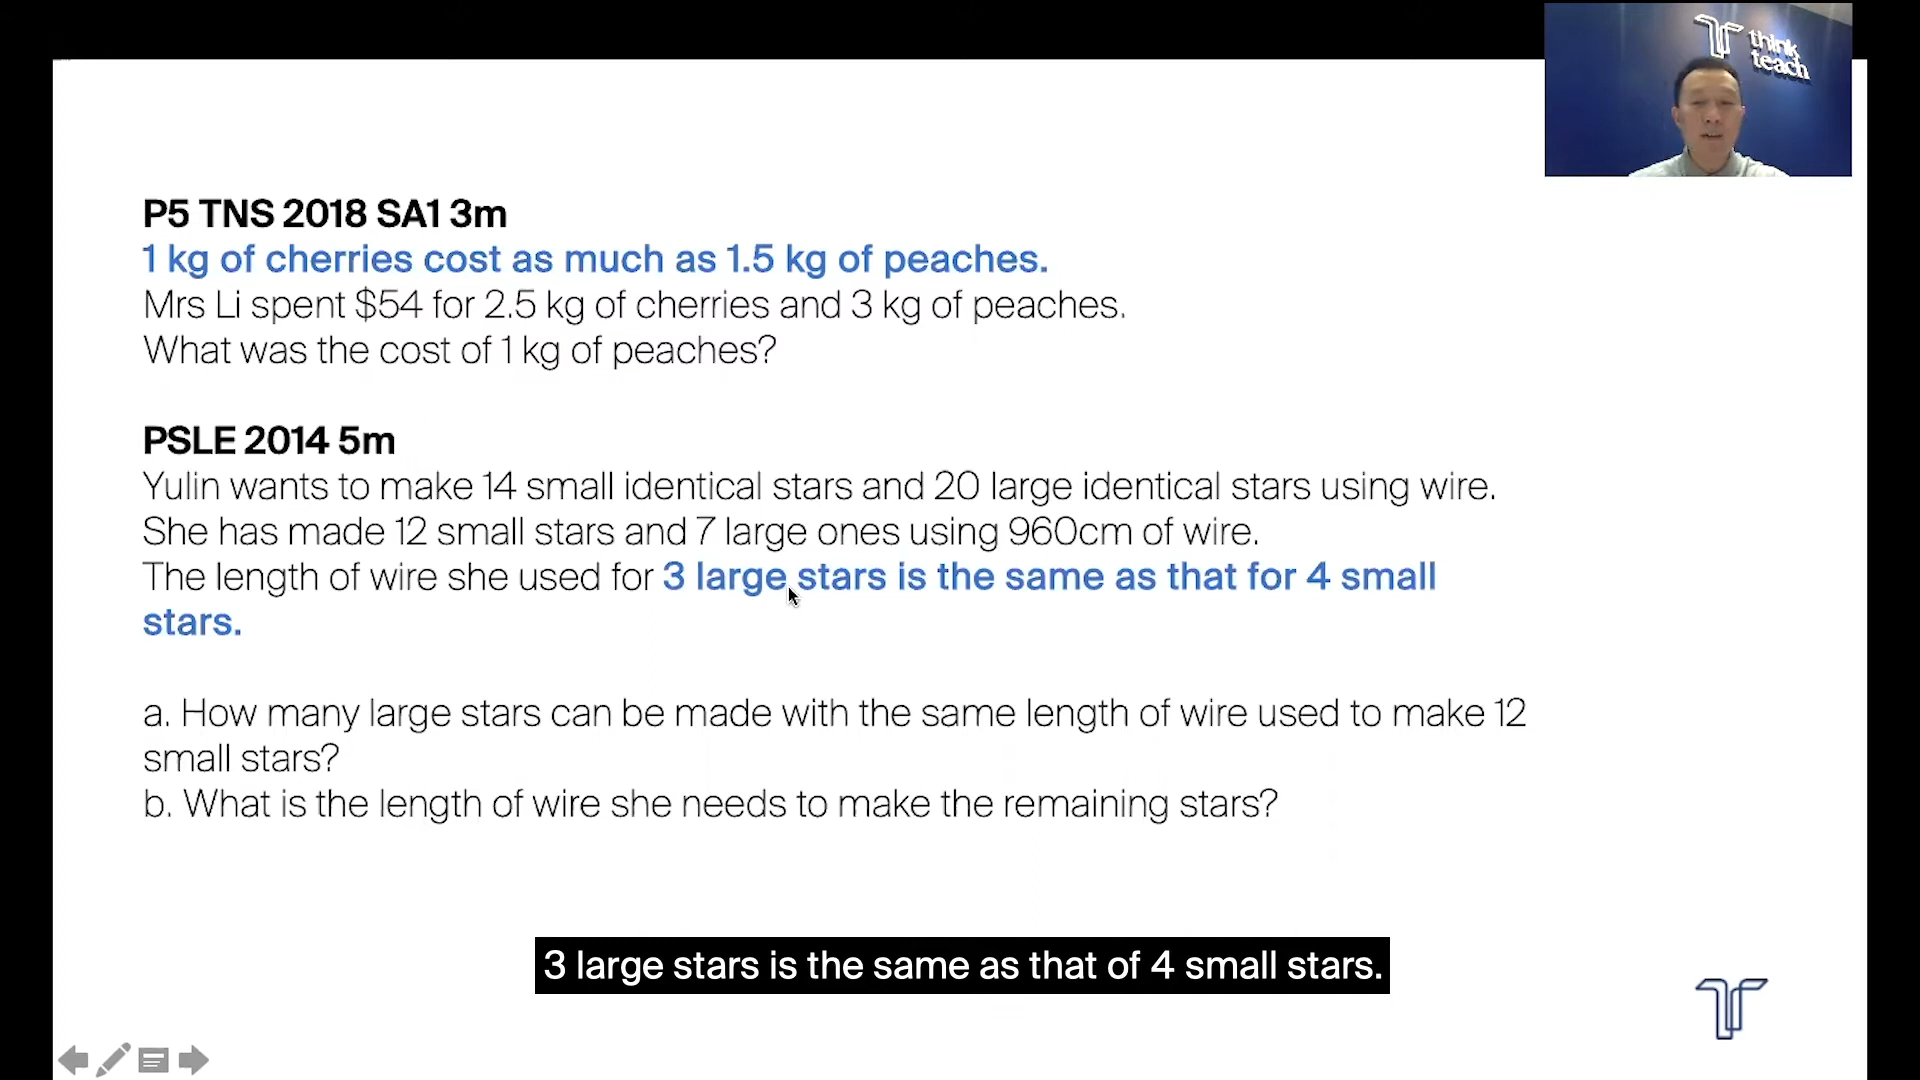 think
teach
P5 TNS 2018 SA1 3m
1 kg of cherries cost as much as 1.5 kg of peaches.
Mrs Li spent $54 for 2.5 kg of cherries and 3 kg of peaches.
What was the cost of 1 kg of peaches?
PSLE 2014 5m
Yulin wants to make 14 small identical stars and 20 large identical stars using wire.
She has made 12 small stars and 7 large ones using 960cm of wire.
The length of wire she used for 3 large stars is the same as that for 4 small
stars.
a. How many large stars can be made with the same length of wire used to make 12
small stars?
b. What is the length of wire she needs to make the remaining stars?
3 large stars is the same as that of 4 small stars.